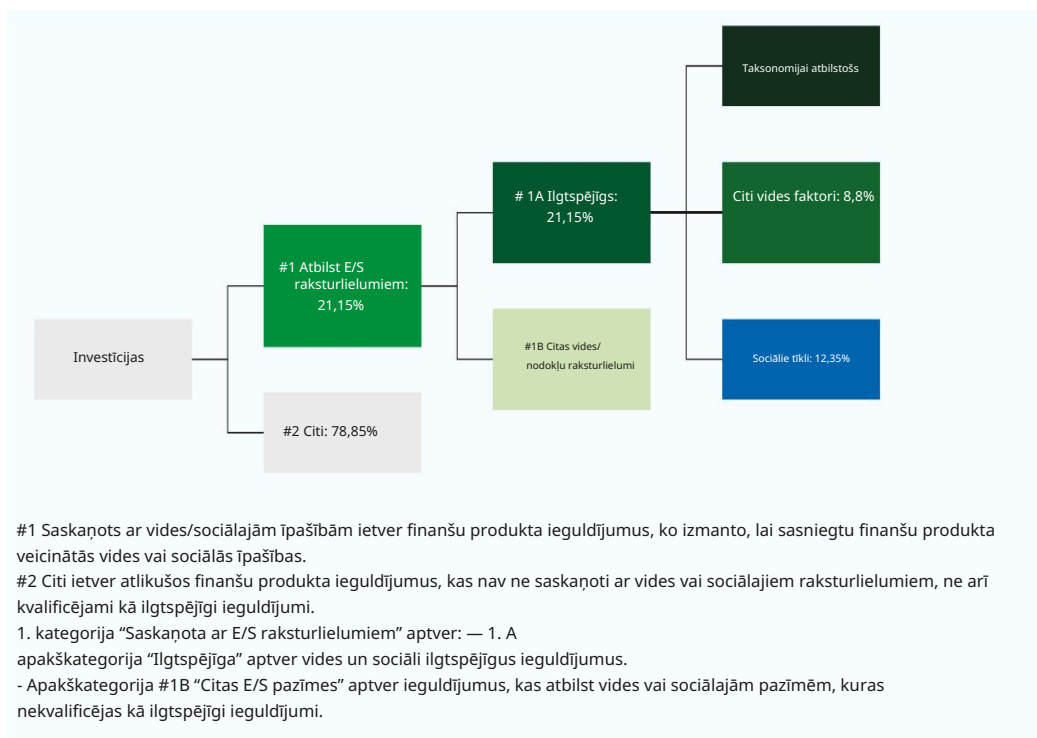 Taksonomijai atbilstošs
# 1A Ilgtspējīgs:
21,15%
Citi vides faktori: 8,8%
#1 Atbilst E/S
raksturlielumiem:
21,15%
Investīcijas
#1B Citas vides/
nodokļu raksturlielumi
Sociālie tīkli: 12,35%
#2 Citi: 78,85%
#1 Saskaņots ar vides/sociālajām īpašībām ietver finanšu produkta ieguldījumus, ko izmanto, lai sasniegtu finanšu produkta
veicinātās vides vai sociālās īpašības.
#2 Citi ietver atlikušos finanšu produkta ieguldījumus, kas nav ne saskaņoti ar vides vai sociālajiem raksturlielumiem, ne arī
kvalificējami kā ilgtspējīgi ieguldījumi.
1. kategorija “Saskaņota ar E/S raksturlielumiem” aptver: — 1. A
apakškategorija “Ilgtspējīga” aptver vides un sociāli ilgtspējīgus ieguldījumus.
- Apakškategorija #1B “Citas E/S pazīmes” aptver ieguldījumus, kas atbilst vides vai sociālajām pazīmēm, kuras
nekvalificējas kā ilgtspējīgi ieguldījumi.